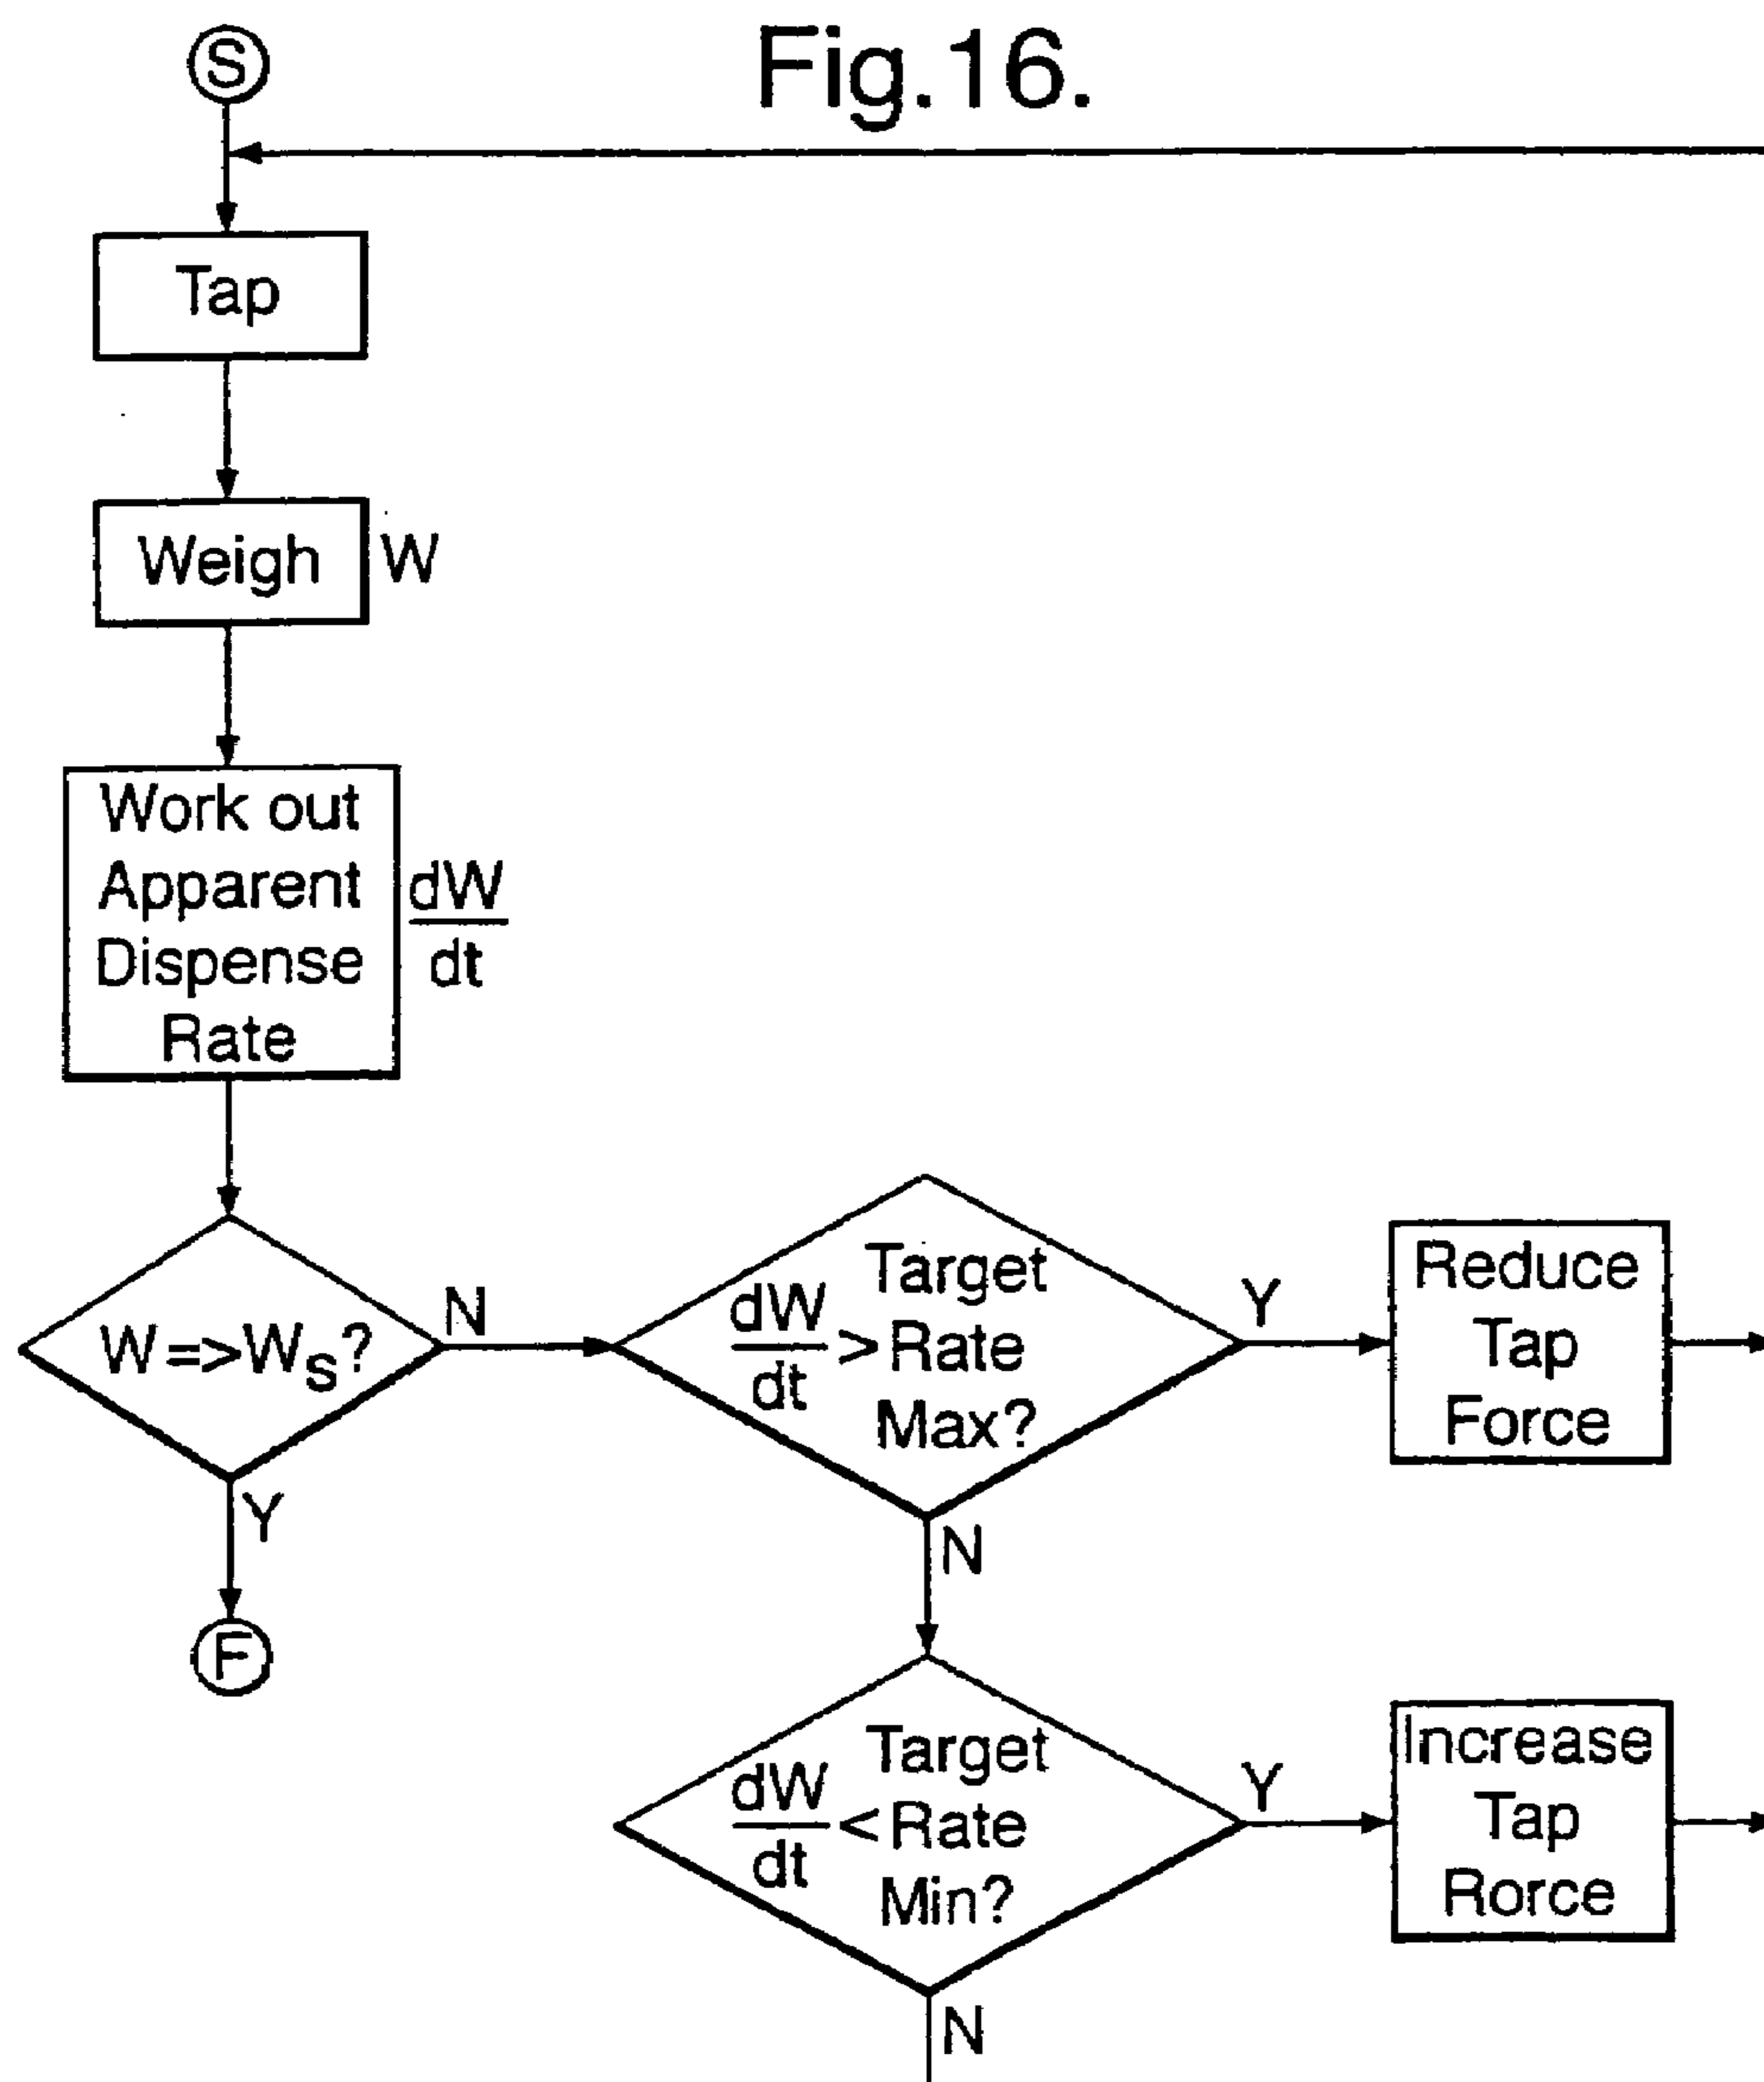 Fig.16.
S
Tap
Weigh
W
Work out
Apparent
Dispense
Rate
dW
dt
W=>WS?
N
Y
F
Target
dW
dt
>Rate
Max?
Y
N
Reduce
Tap
Force
Target
dW
dt
<Rate
Min?
Y
N
Increase
Tap
Rorce